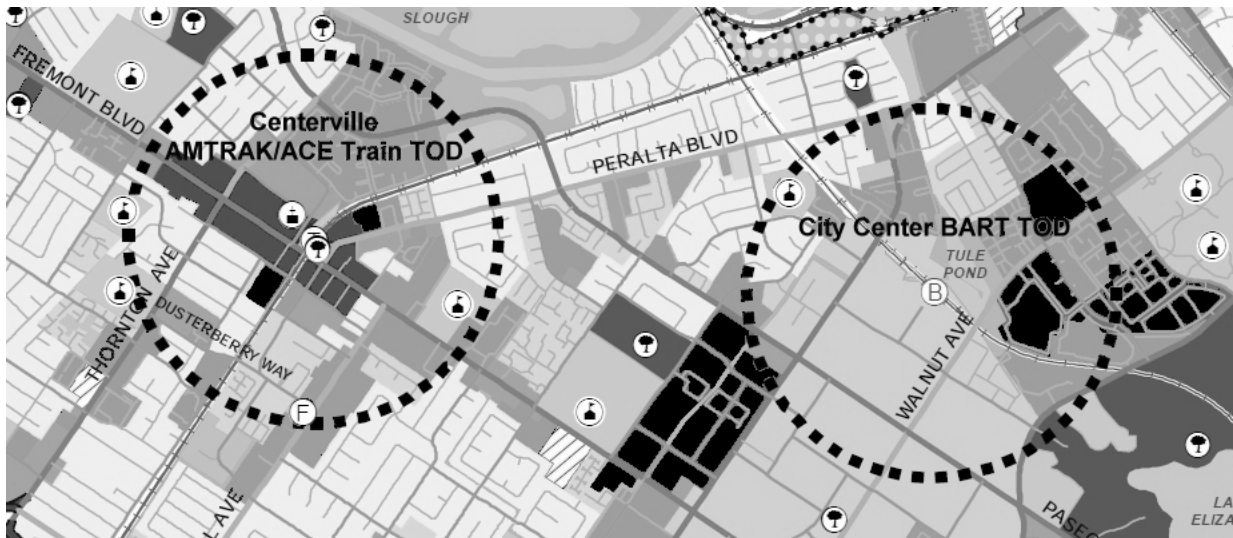 SLOUGH
FREMONT BLVD
Centerville
AMTRAK/ACE Train TOD
PERALTA BLVD
City Center BART TOD
TULE
POND
B
THORNTON AVE
DUSTERBERRY WAY
WALNUT AVE
F
L AVE
PASEO
LA
ELIZA